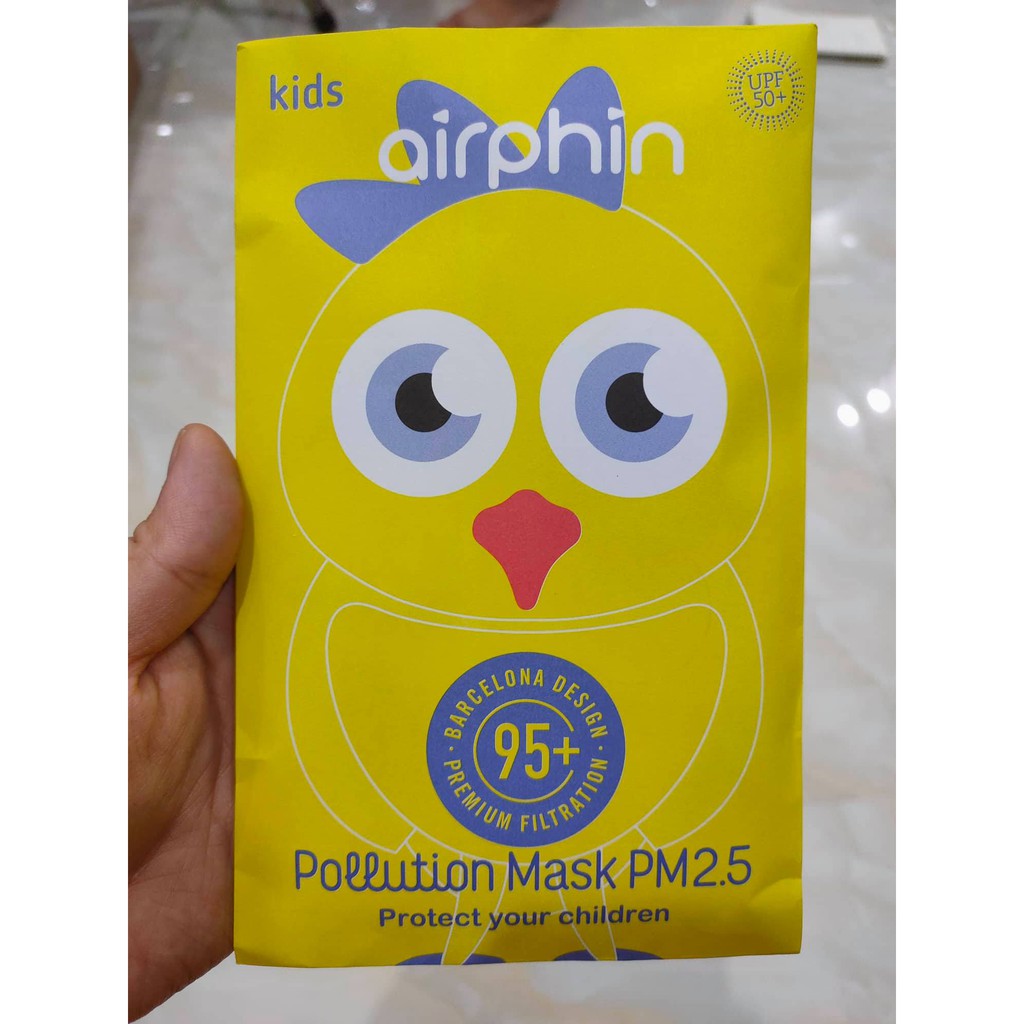 kids
airphin
UPF
50+
BARCELONA DESIGN
95+
PREMIUM FILTRATION
Pollution Mask PM2.5
Protect your children